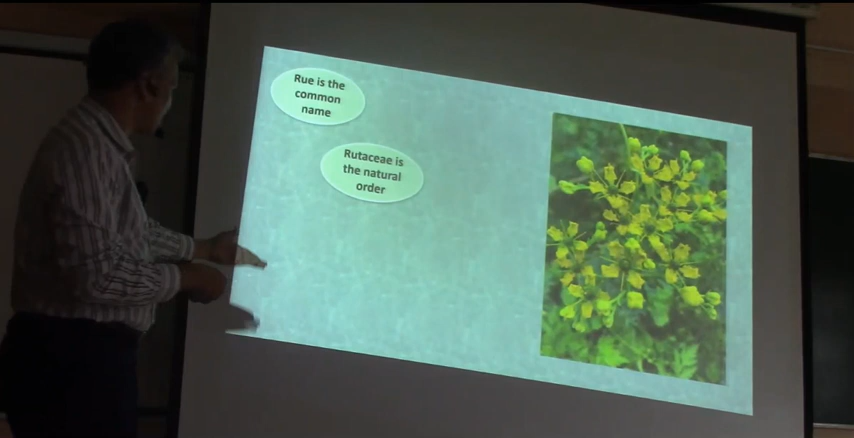 Rue is the
common
name
Rutaceae is
the natural
order